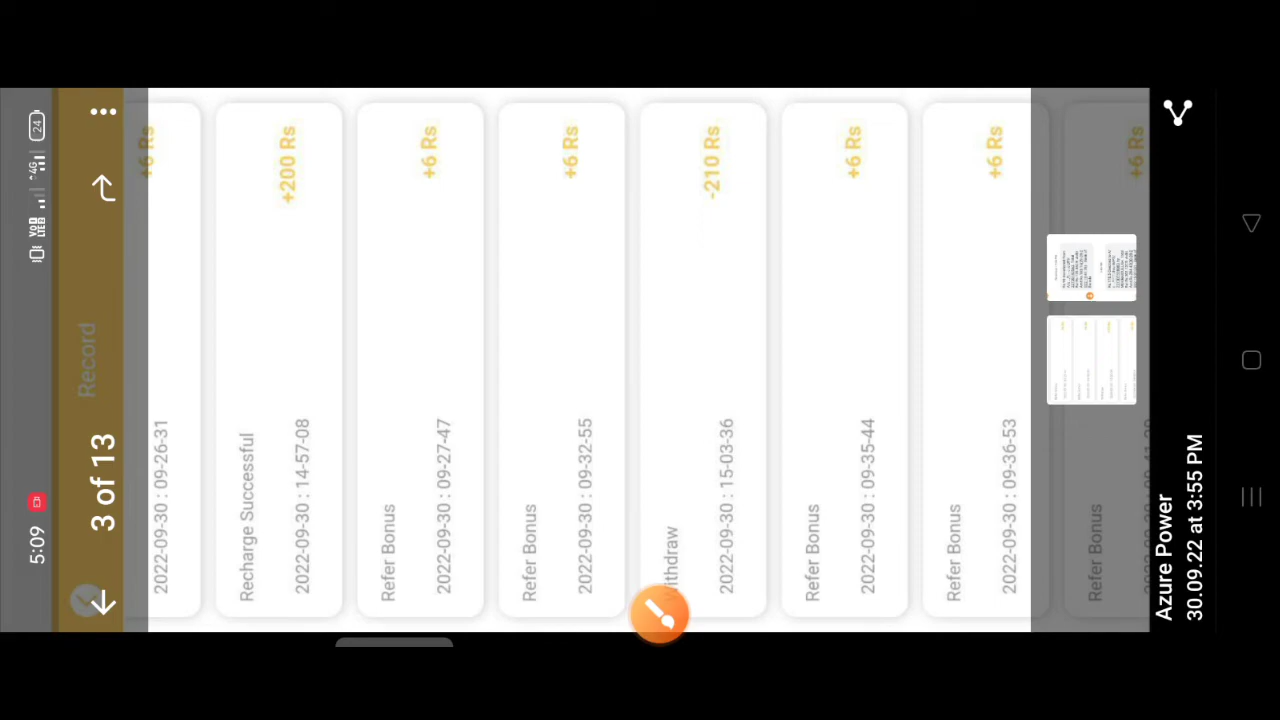 5:09
VoD LTE 4G 24
3 of 13
Record
+6 Rs
2022-09-30 : 09-26-31
Recharge Successful
+200 Rs
2022-09-30 : 14-57-08
Refer Bonus
+6 Rs
2022-09-30 : 09-27-47
Refer Bonus
+6 Rs
2022-09-30 : 09-32-55
Withdraw
-210 Rs
2022-09-30 : 15-03-36
Refer Bonus
+6 Rs
2022-09-30 : 09-35-44
Refer Bonus
+6 Rs
2022-09-30 : 09-36-53
Refer Bonus
+6 Rs
Azure Power
30.09.22 at 3:55 PM